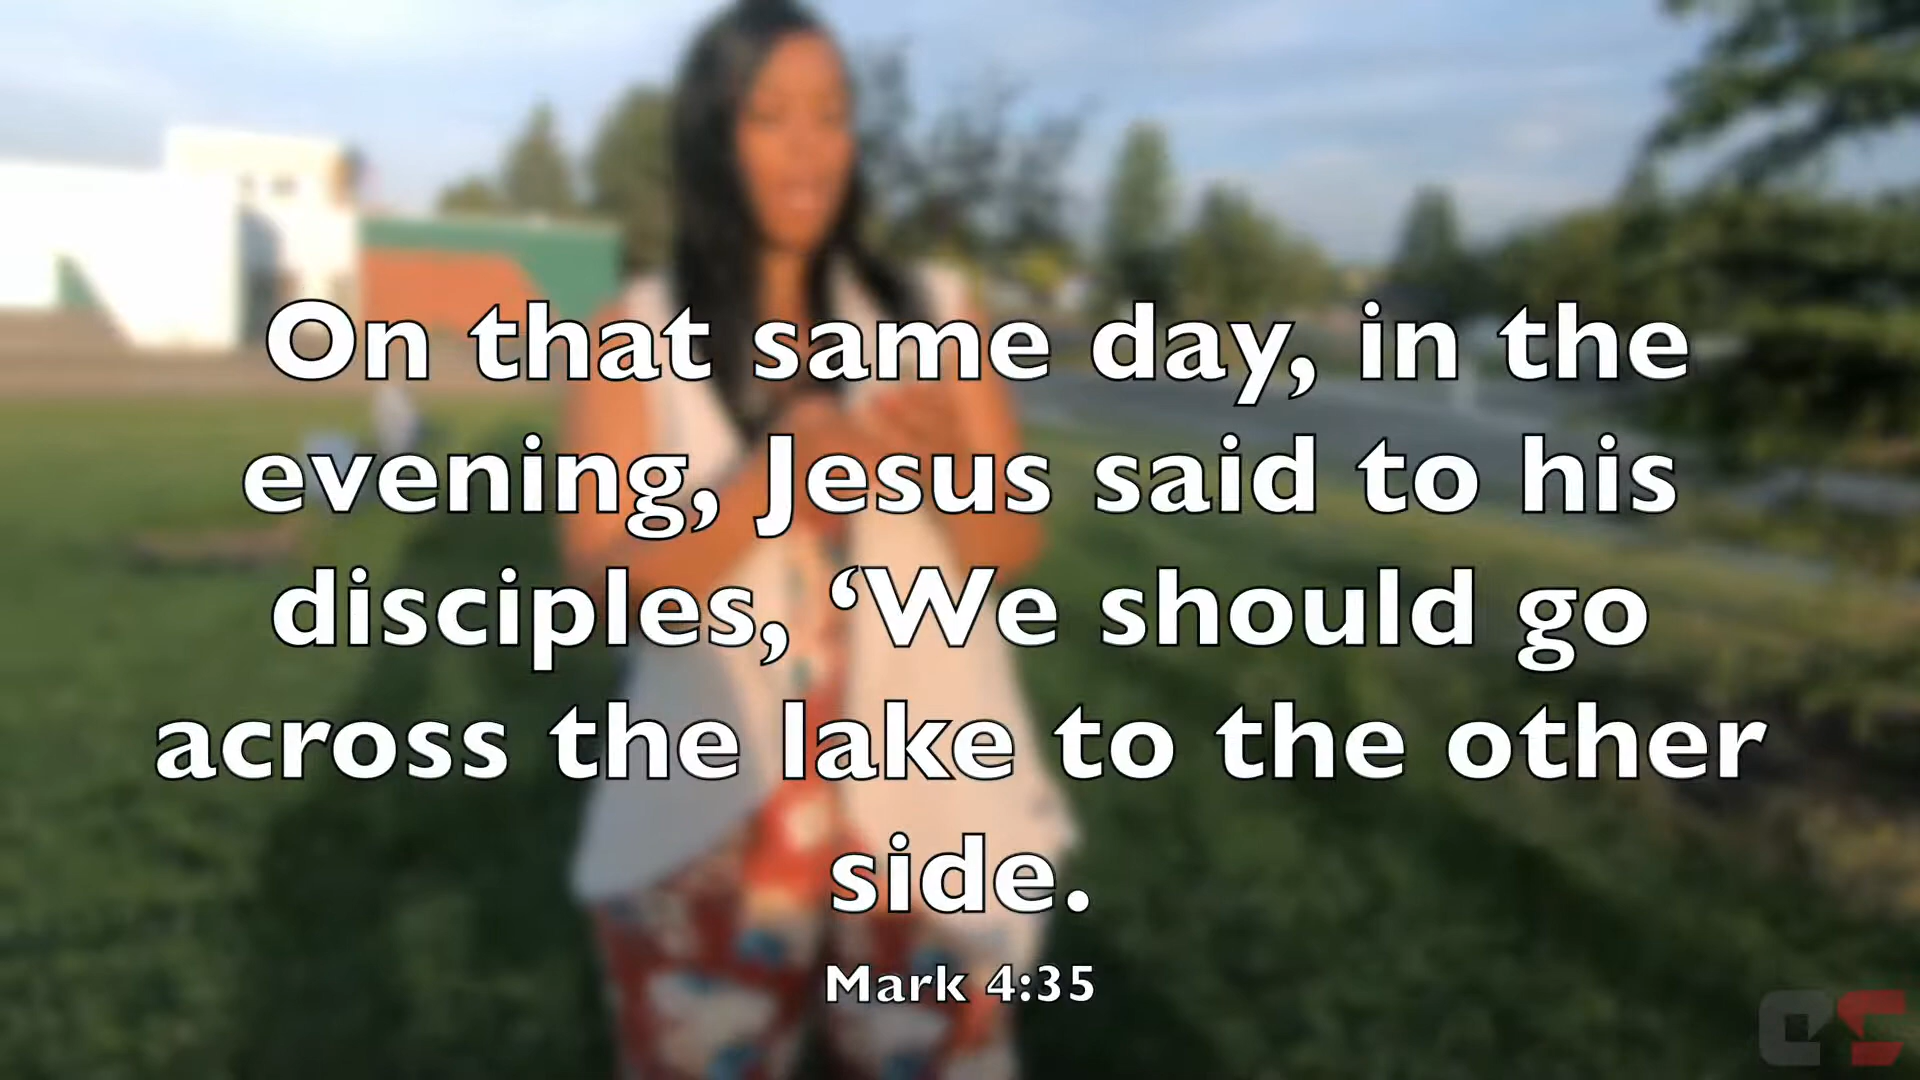 On that same day, in the
evening, Jesus said to his
disciples, ‘We should go
across the lake to the other
side.
Mark 4:35